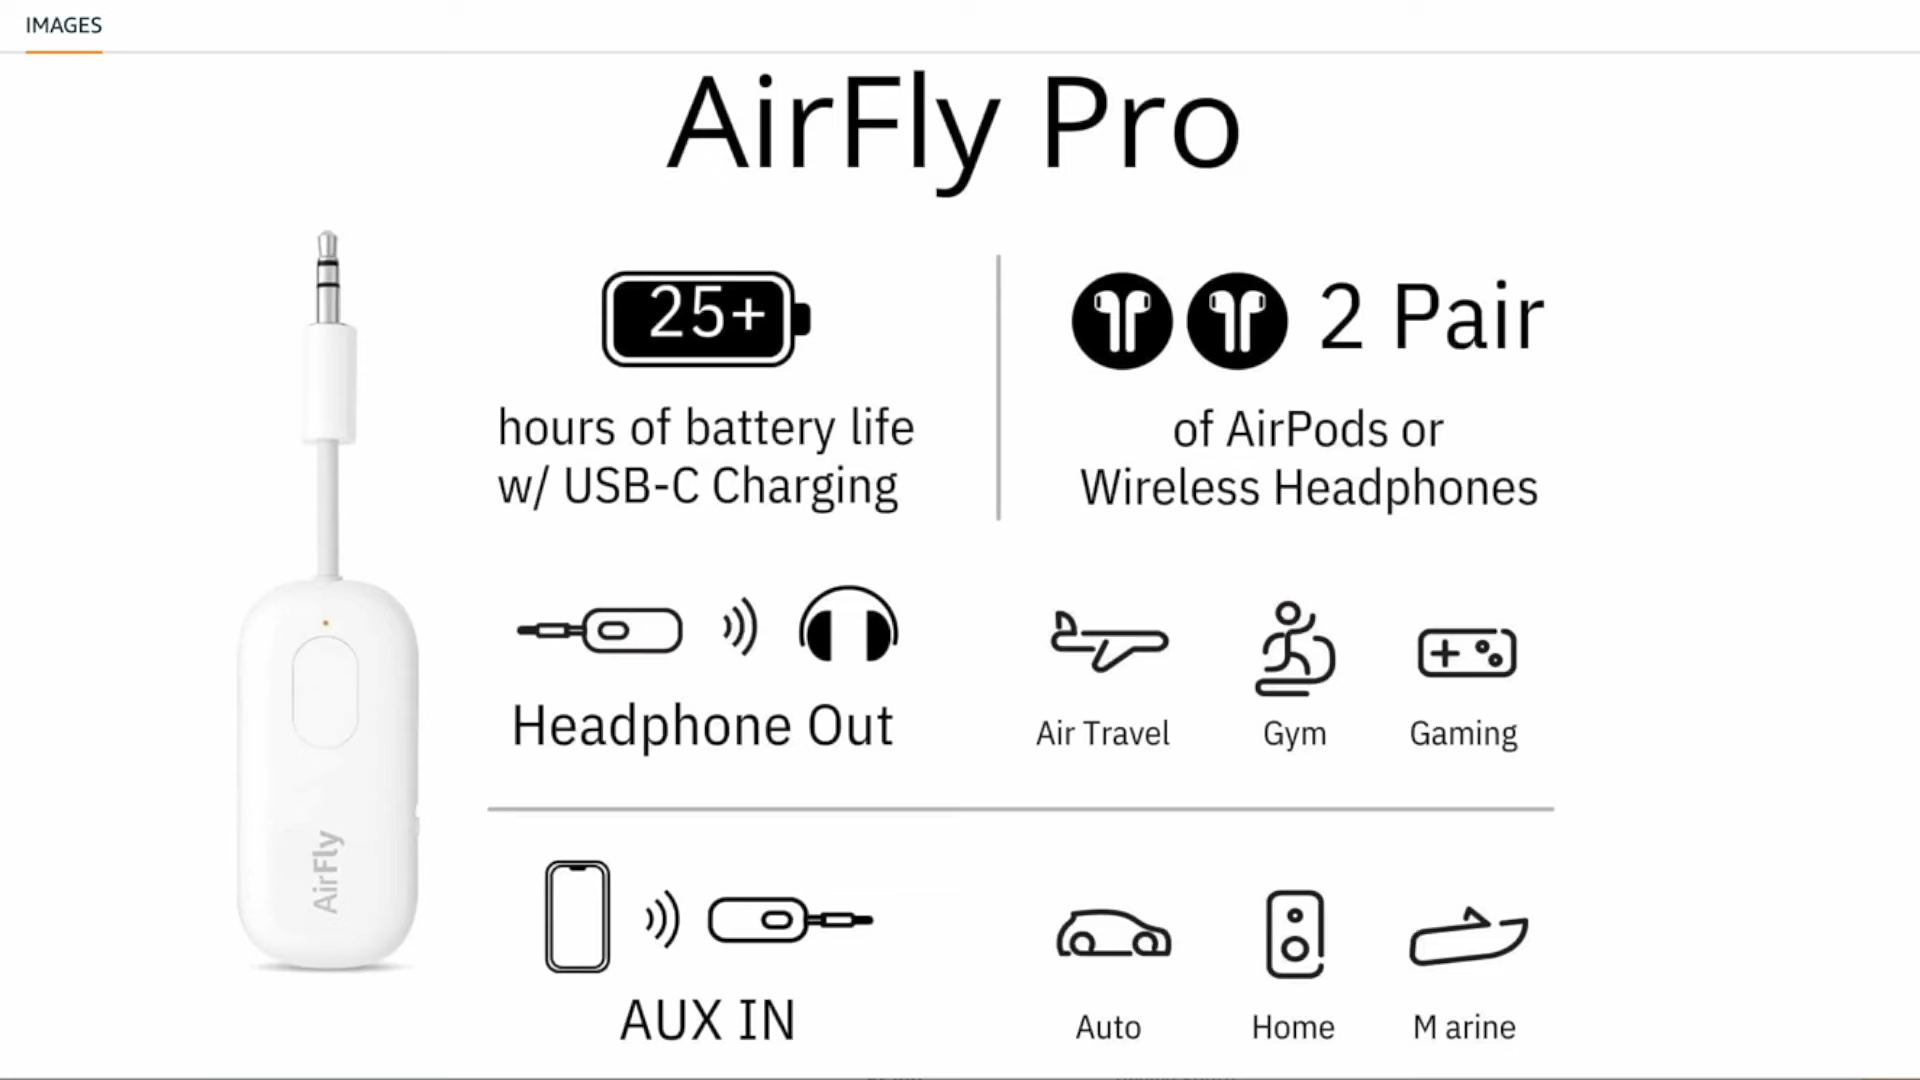 IMAGES
AirFly Pro
25+
hours of battery life
w/ USB-C Charging
2 Pair
of AirPods or
Wireless Headphones
Headphone Out
Air Travel
Gym
Gaming
AirFly
AUX IN
Auto
Home
M arine